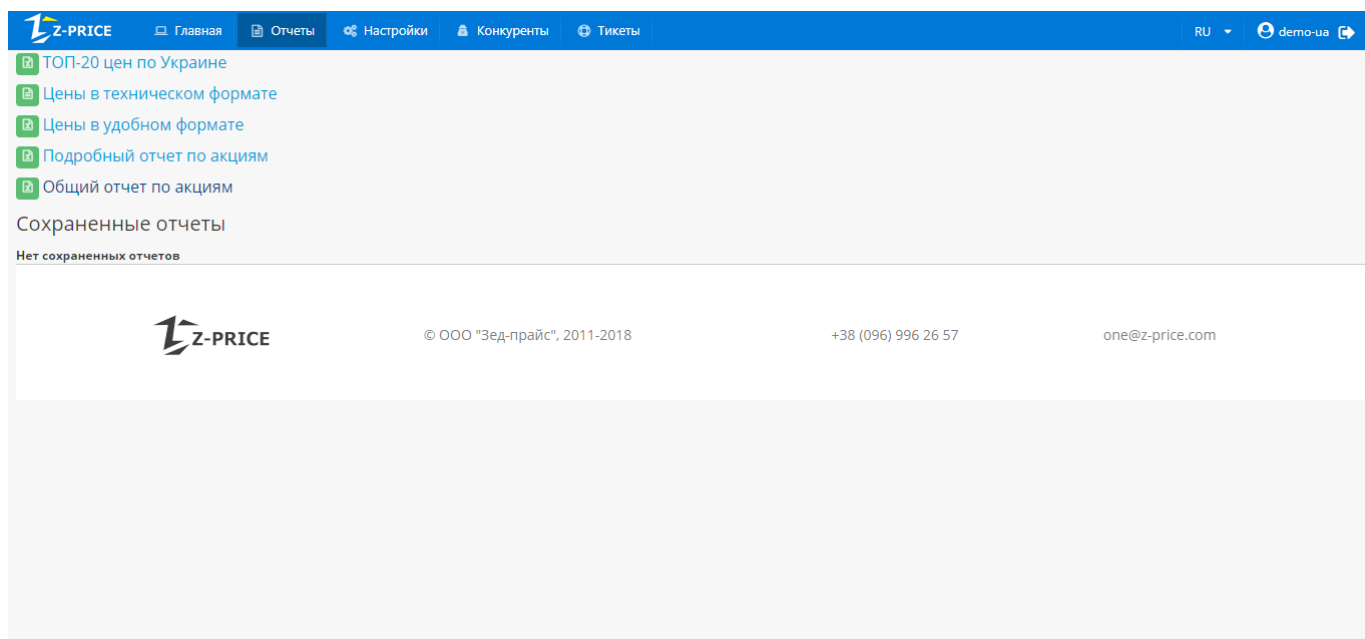 Z-PRICE Главная Отчеты Настройки Конкуренты Тикеты RU demo-ua
ТОП-20 цен по Украине
Цены в техническом формате
Цены в удобном формате
Подробный отчет по акциям
Общий отчет по акциям
Сохраненные отчеты
Нет сохраненных отчетов
Z-PRICE © ООО "Зед-прайс", 2011-2018 +38 (096) 996 26 57 one@z-price.com